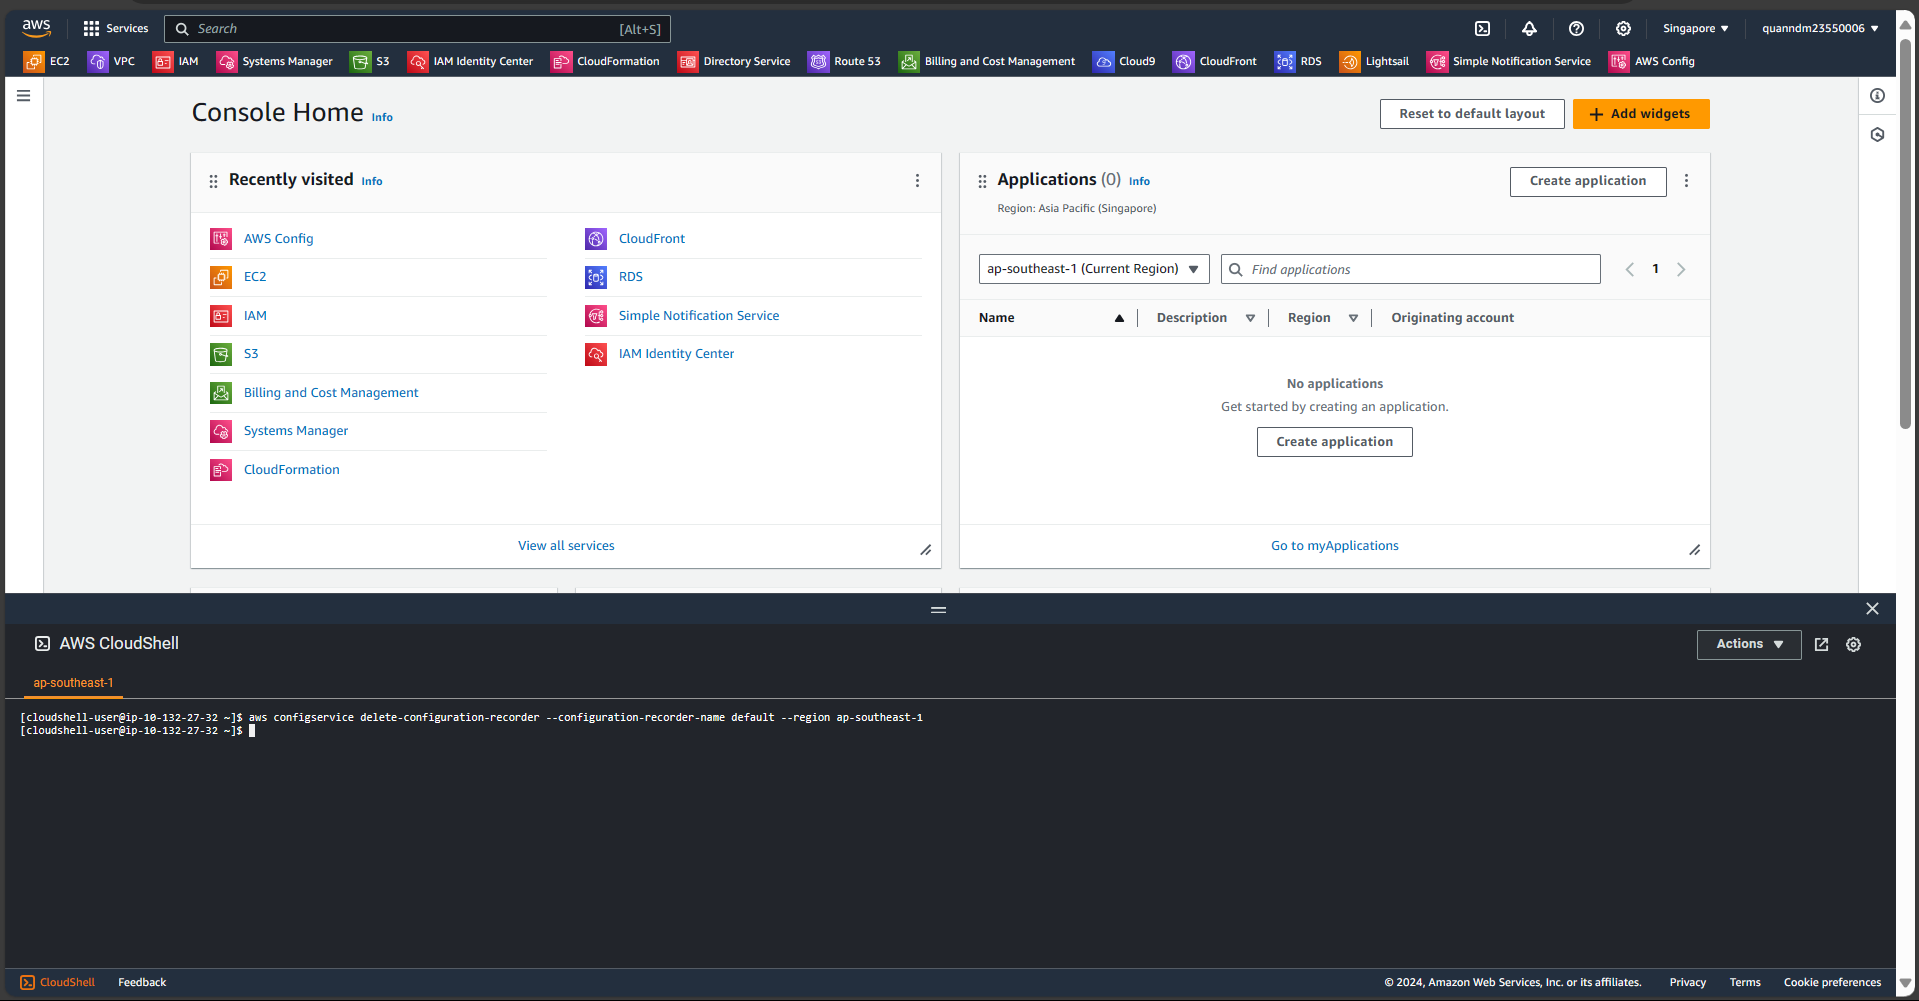 aws
Services
Search [Alt+S]
Singapore ▼
quanndm23550006 ▼
EC2 VPC IAM Systems Manager S3 IAM Identity Center CloudFormation Directory Service Route 53 Billing and Cost Management Cloud9 CloudFront RDS Lightsail Simple Notification Service AWS Config
Console Home Info
Reset to default layout
+ Add widgets
Recently visited Info
AWS Config
EC2
IAM
S3
Billing and Cost Management
Systems Manager
CloudFormation
CloudFront
RDS
Simple Notification Service
IAM Identity Center
View all services
Applications (0) Info
Region: Asia Pacific (Singapore)
Create application
ap-southeast-1 (Current Region) ▼
Find applications
1
Name Description Region Originating account
No applications
Get started by creating an application.
Create application
Go to myApplications
AWS CloudShell
Actions ▼
ap-southeast-1
[cloudshell-user@ip-10-132-27-32 ~]$ aws configservice delete-configuration-recorder --configuration-recorder-name default --region ap-southeast-1
[cloudshell-user@ip-10-132-27-32 ~]$
CloudShell Feedback © 2024, Amazon Web Services, Inc. or its affiliates. Privacy Terms Cookie preferences